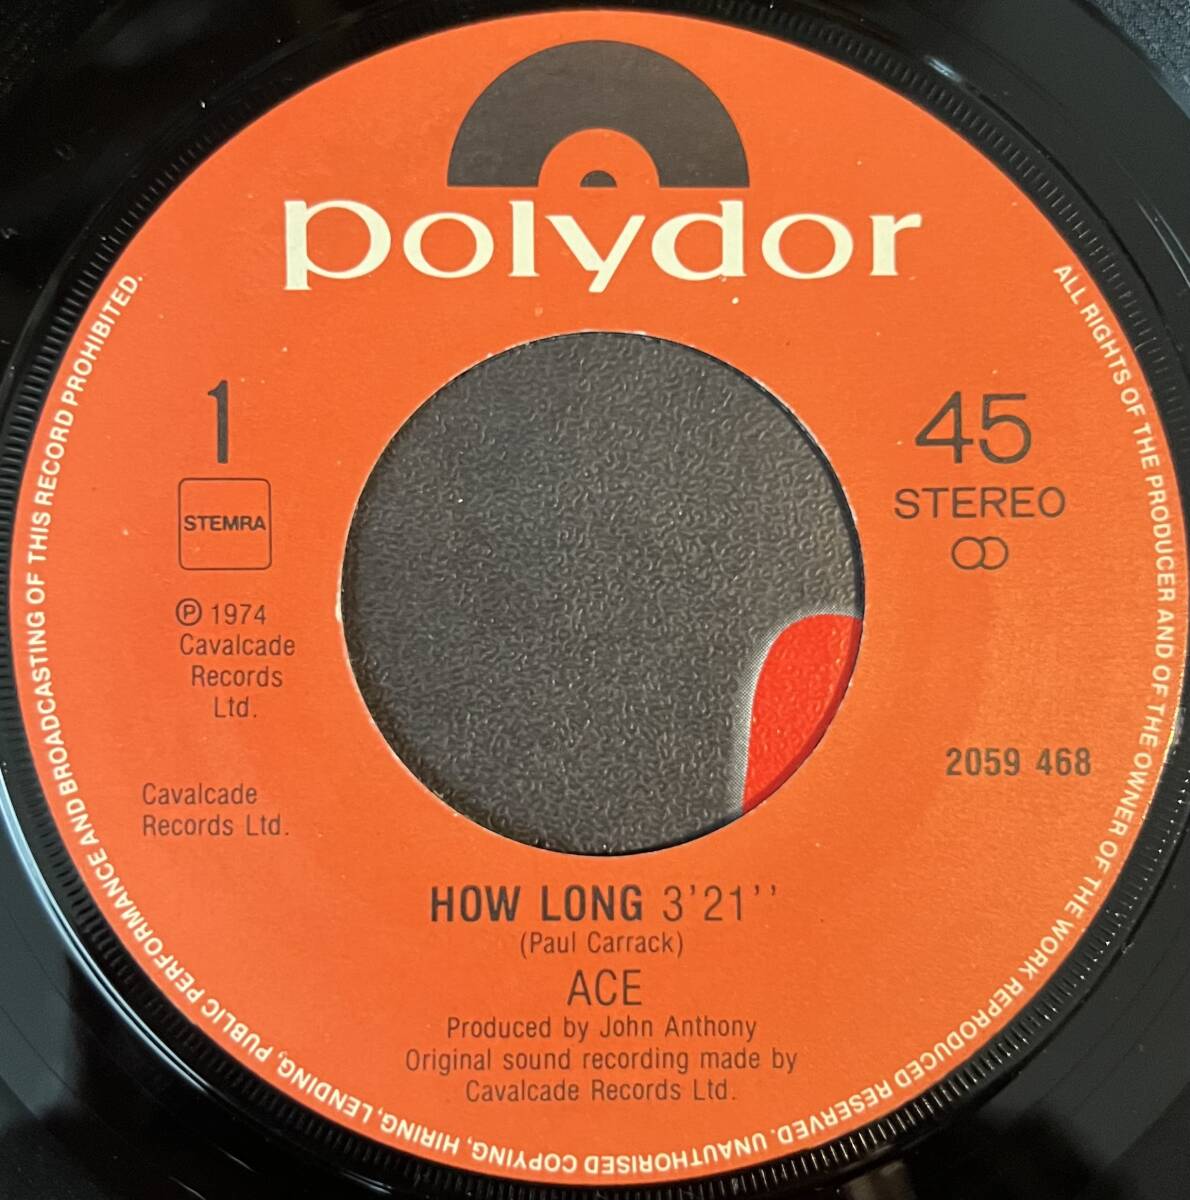 polydor
1
STEMRA
℗ 1974
Cavalcade
Records
Ltd.
Cavalcade
Records Ltd.
45
STEREO
2059 468
HOW LONG 3'21''
(Paul Carrack)
ACE
Produced by John Anthony
Original sound recording made by
Cavalcade Records Ltd.
ALL RIGHTS OF THE PRODUCER AND OF THE OWNER OF THE WORK REPRODUCED RESERVED. UNAUTHORISED COPYING, HIRING, LENDING, PUBLIC PERFORMANCE AND BROADCASTING OF THIS RECORD PROHIBITED.